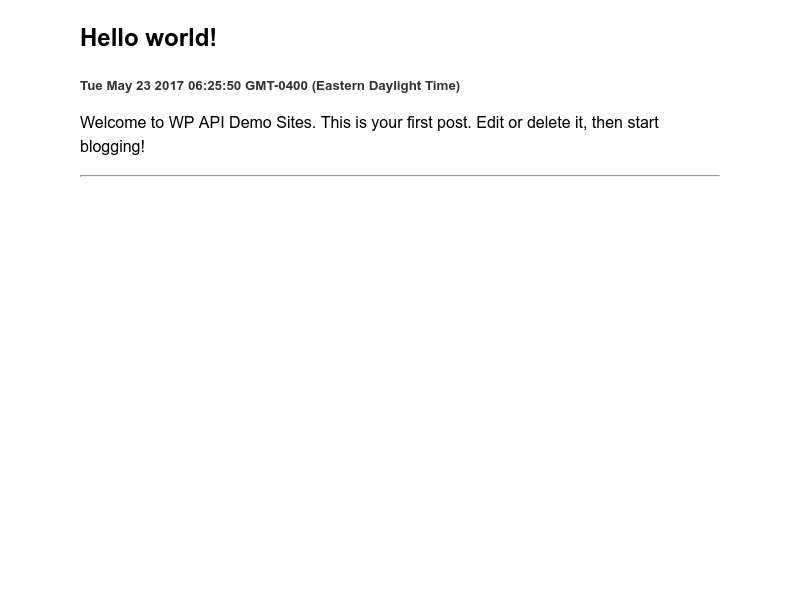 Hello world!
Tue May 23 2017 06:25:50 GMT-0400 (Eastern Daylight Time)
Welcome to WP API Demo Sites. This is your first post. Edit or delete it, then start
blogging!